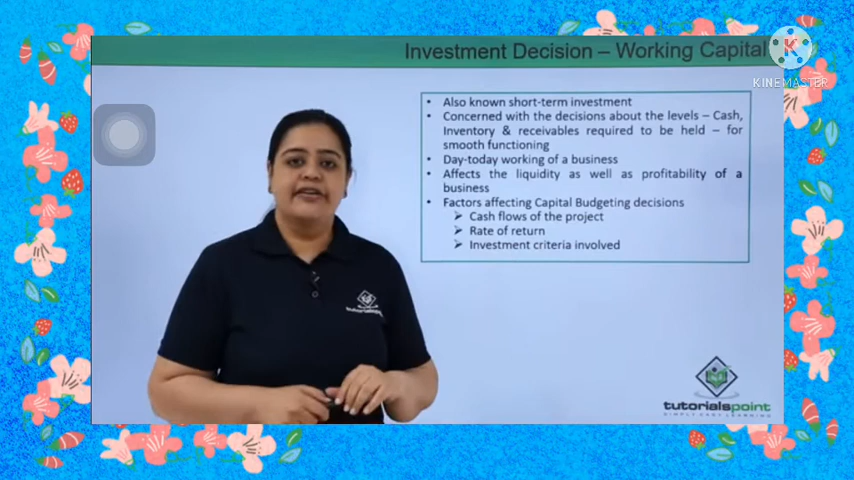 Investment Decision – Working Capital
KINEMASTER
• Also known short-term investment
• Concerned with the decisions about the levels – Cash,
Inventory & receivables required to be held – for
smooth functioning
• Day-today working of a business
• Affects the liquidity as well as profitability of a
business
• Factors affecting Capital Budgeting decisions
➢ Cash flows of the project
➢ Rate of return
➢ Investment criteria involved
tutorialspoint
tutorialspoint
SIMPLY EASY LEARNING